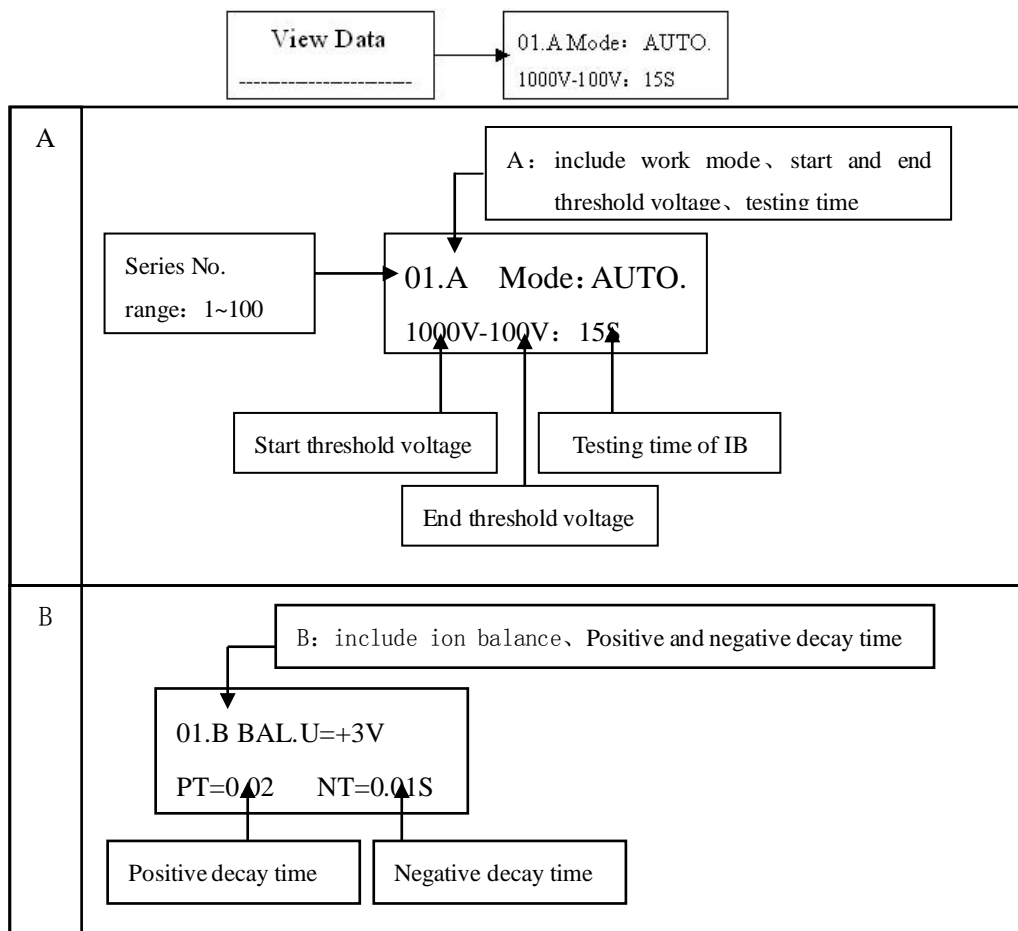 View Data
-------------------------
01.A Mode： AUTO.
1000V-100V： 15S
A
A： include work mode、start and end
threshold voltage、testing time
Series No.
range： 1~100
01.A Mode：AUTO.
1000V-100V： 15S
Start threshold voltage
Testing time of IB
End threshold voltage
B
B：include ion balance、Positive and negative decay time
01.B BAL.U=+3V
PT=0.02 NT=0.01S
Positive decay time
Negative decay time